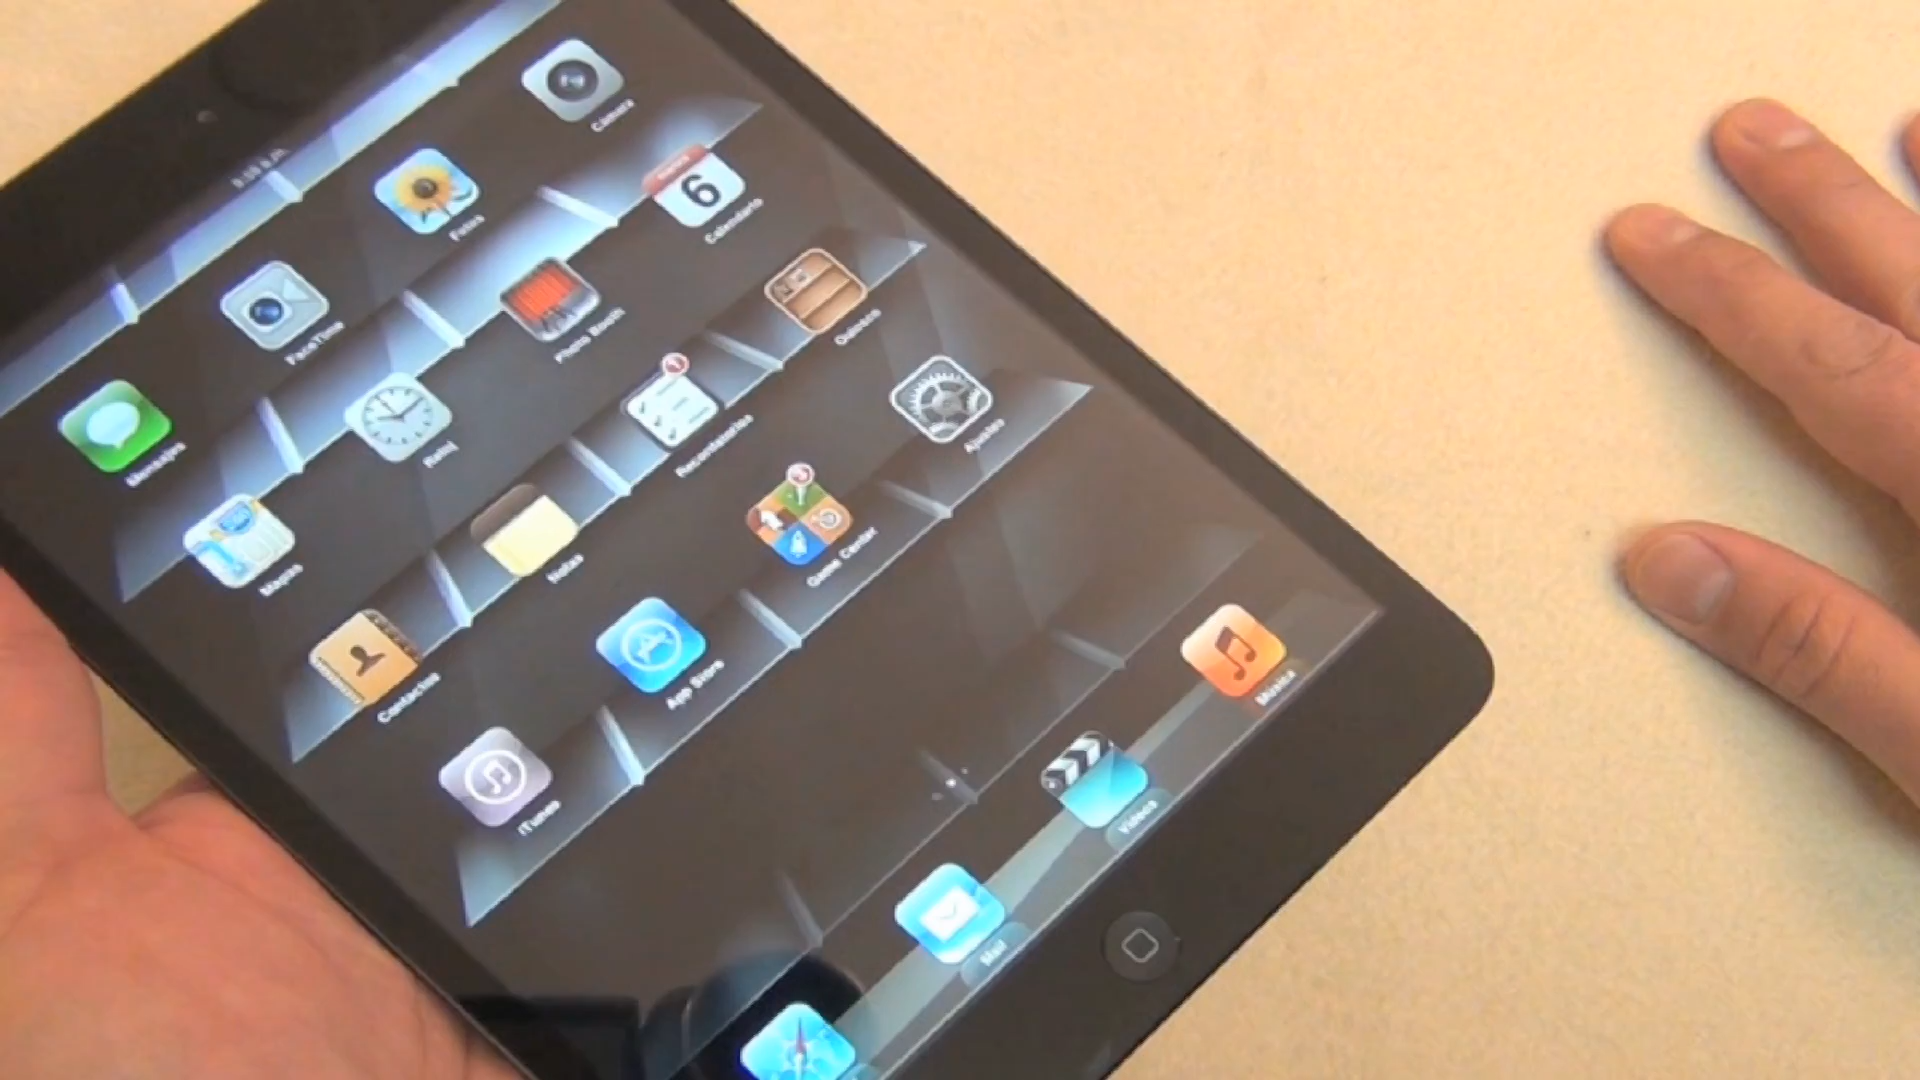 Mensajes
FaceTime
Fotos
Cámara
Mapas
Reloj
Photo Booth
6
Calendario
Contactos
Notas
Recordatorios
Quiosco
iTunes
App Store
Game Center
Ajustes
Mail
Videos
Música